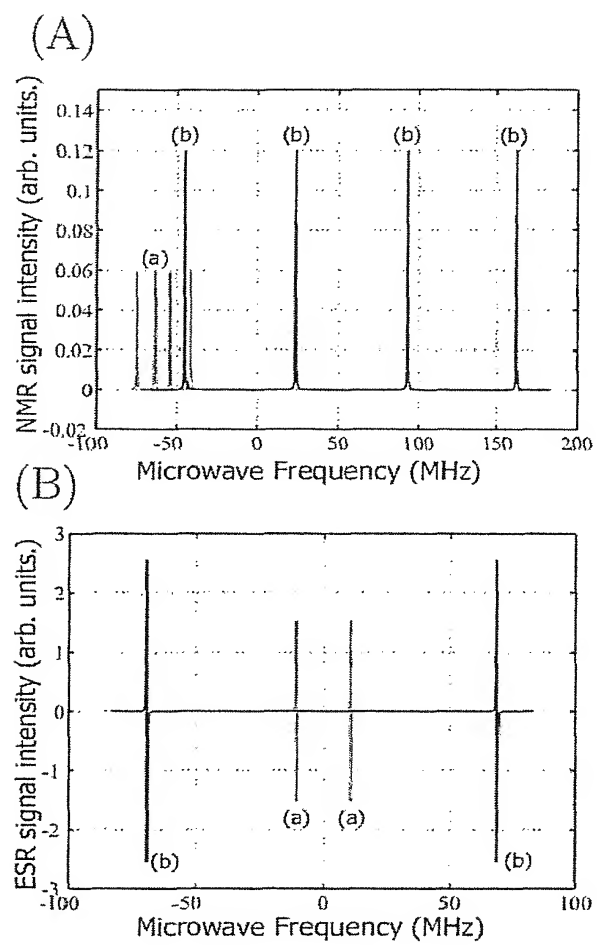 (A)
NMR signal intensity (arb. units.)
0.14
0.12
0.1
0.08
0.06
0.04
0.02
0
-0.02
(b) (b) (b) (b)
(a)
-100 -50 0 50 100 150 200
Microwave Frequency (MHz)
(B)
ESR signal intensity (arb. units.)
3
2
1
0
-1
-2
-3
(a) (a)
(b) (b)
-100 -50 0 50 100
Microwave Frequency (MHz)